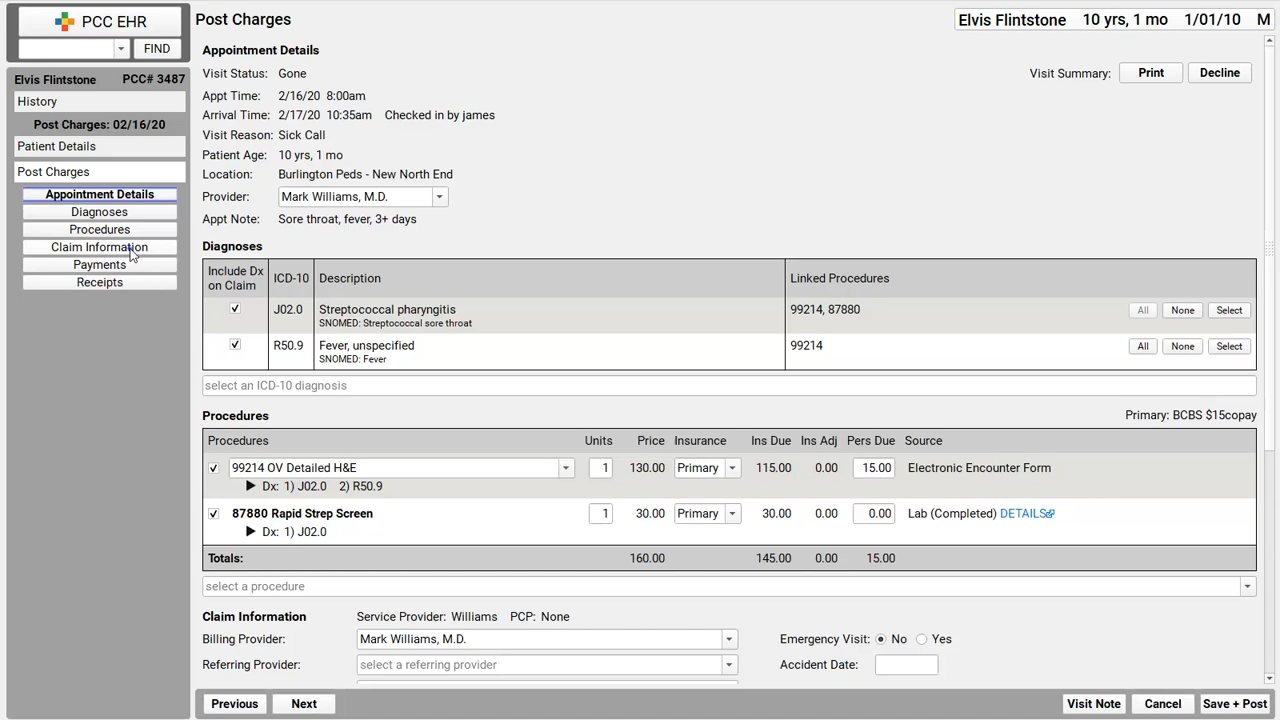 PCC EHR
FIND
Elvis Flintstone PCC# 3487
History
Post Charges: 02/16/20
Patient Details
Post Charges
Appointment Details
Diagnoses
Procedures
Claim Information
Payments
Receipts
Post Charges
Elvis Flintstone 10 yrs, 1 mo 1/01/10 M
Appointment Details
Visit Status: Gone
Visit Summary: Print Decline
Appt Time: 2/16/20 8:00am
Arrival Time: 2/17/20 10:35am Checked in by james
Visit Reason: Sick Call
Patient Age: 10 yrs, 1 mo
Location: Burlington Peds - New North End
Provider: Mark Williams, M.D.
Appt Note: Sore throat, fever, 3+ days
Diagnoses
Include Dx on Claim ICD-10 Description Linked Procedures
J02.0 Streptococcal pharyngitis 99214, 87880 All None Select
SNOMED: Streptococcal sore throat
R50.9 Fever, unspecified 99214 All None Select
SNOMED: Fever
select an ICD-10 diagnosis
Procedures Primary: BCBS $15copay
Procedures Units Price Insurance Ins Due Ins Adj Pers Due Source
99214 OV Detailed H&E 1 130.00 Primary 115.00 0.00 15.00 Electronic Encounter Form
Dx: 1) J02.0 2) R50.9
87880 Rapid Strep Screen 1 30.00 Primary 30.00 0.00 0.00 Lab (Completed) DETAILS
Dx: 1) J02.0
Totals: 160.00 145.00 0.00 15.00
select a procedure
Claim Information Service Provider: Williams PCP: None
Billing Provider: Mark Williams, M.D. Emergency Visit: No Yes
Referring Provider: select a referring provider Accident Date:
Previous Next Visit Note Cancel Save + Post